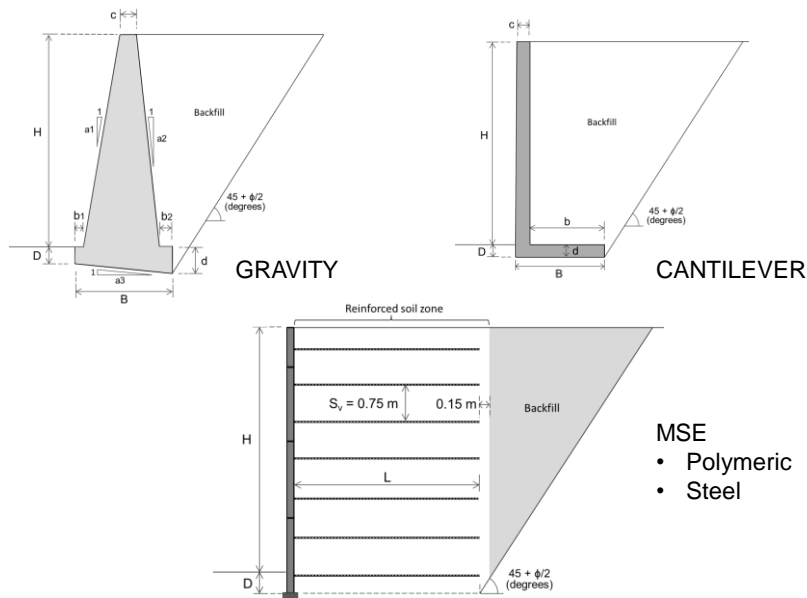 c
H
1
a1
1
a2
Backfill
45 + ϕ/2
(degrees)
b1
b2
D
d
1
a3
B
GRAVITY
c
H
Backfill
45 + ϕ/2
(degrees)
b
D
d
B
CANTILEVER
Reinforced soil zone
H
Sv = 0.75 m
0.15 m
Backfill
L
D
45 + ϕ/2
(degrees)
MSE
• Polymeric
• Steel